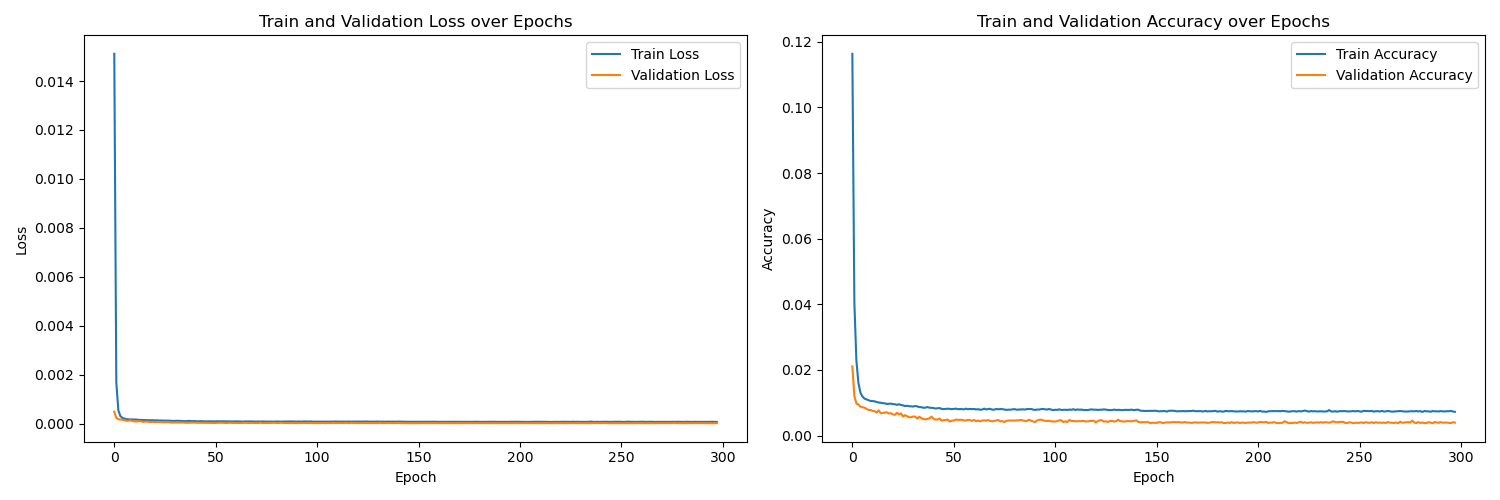 Train and Validation Loss over Epochs
Train Loss
Validation Loss
0.014
0.012
0.010
0.008
0.006
0.004
0.002
0.000
Loss
0 50 100 150 200 250 300
Epoch
Train and Validation Accuracy over Epochs
Train Accuracy
Validation Accuracy
0.12
0.10
0.08
0.06
0.04
0.02
0.00
Accuracy
0 50 100 150 200 250 300
Epoch